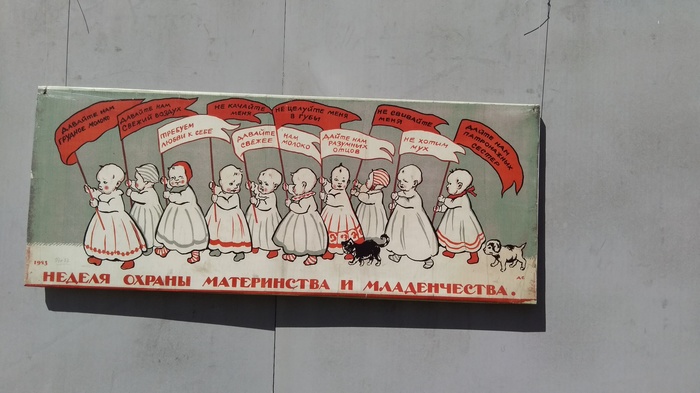 ДАВАЙТЕ НАМ
ГРУДНОЕ МОЛОКО
ДАВАЙТЕ НАМ
СВЕЖИЙ ВОЗДУХ
ТРЕБУЕМ
ЛЮБВИ К СЕБЕ
НЕ КАЧАЙТЕ
МЕНЯ
ДАВАЙТЕ
СВЕЖЕЕ
НАМ
МОЛОКО
НЕ ЦЕЛУЙТЕ МЕНЯ
В ГУБЫ
ДАЙТЕ НАМ
РАЗУМНЫХ
ОТЦОВ
НЕ СВИВАЙТЕ
МЕНЯ
НЕ ХОТИМ
МУХ
ДАЙТЕ НАМ
ПАТРОНАЖНЫХ
СЕСТЕР
1923
А.С
НЕДЕЛЯ ОХРАНЫ МАТЕРИНСТВА И МЛАДЕНЧЕСТВА.